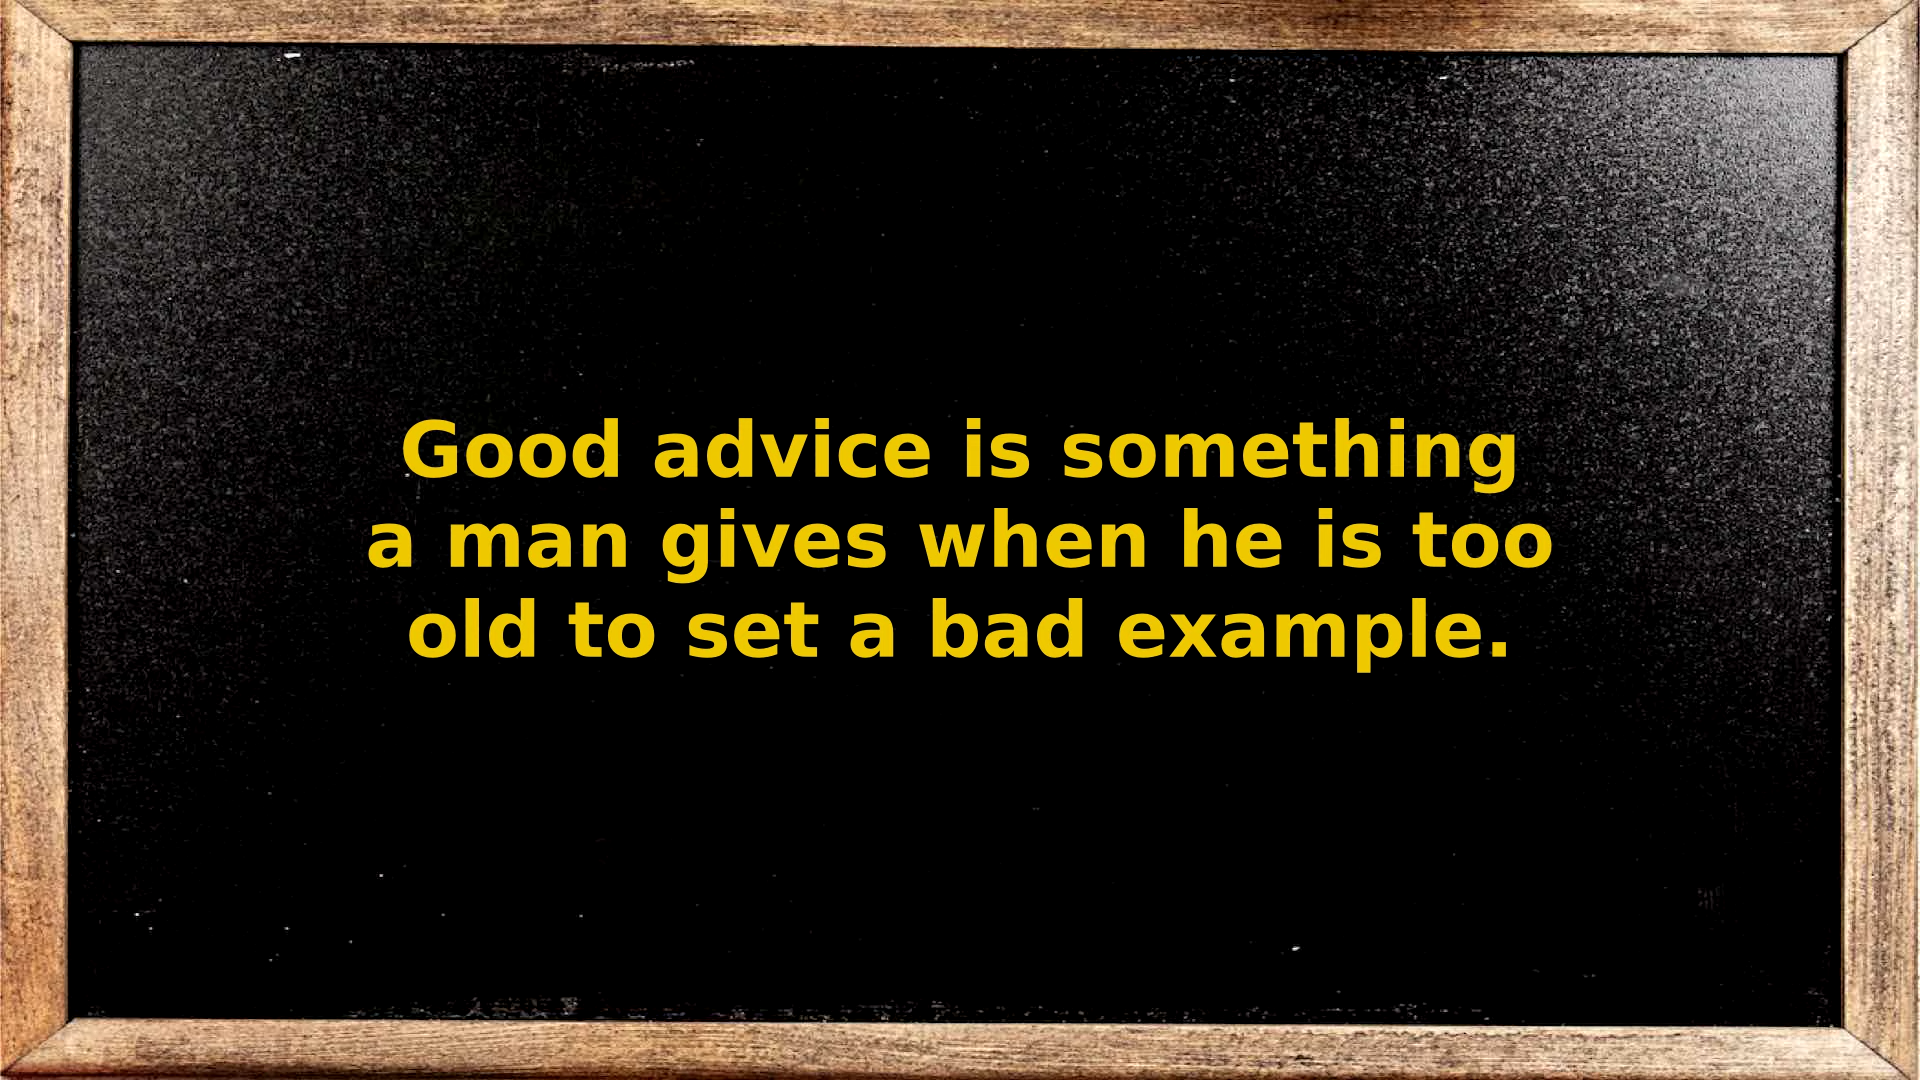 Good advice is something
a man gives when he is too
old to set a bad example.